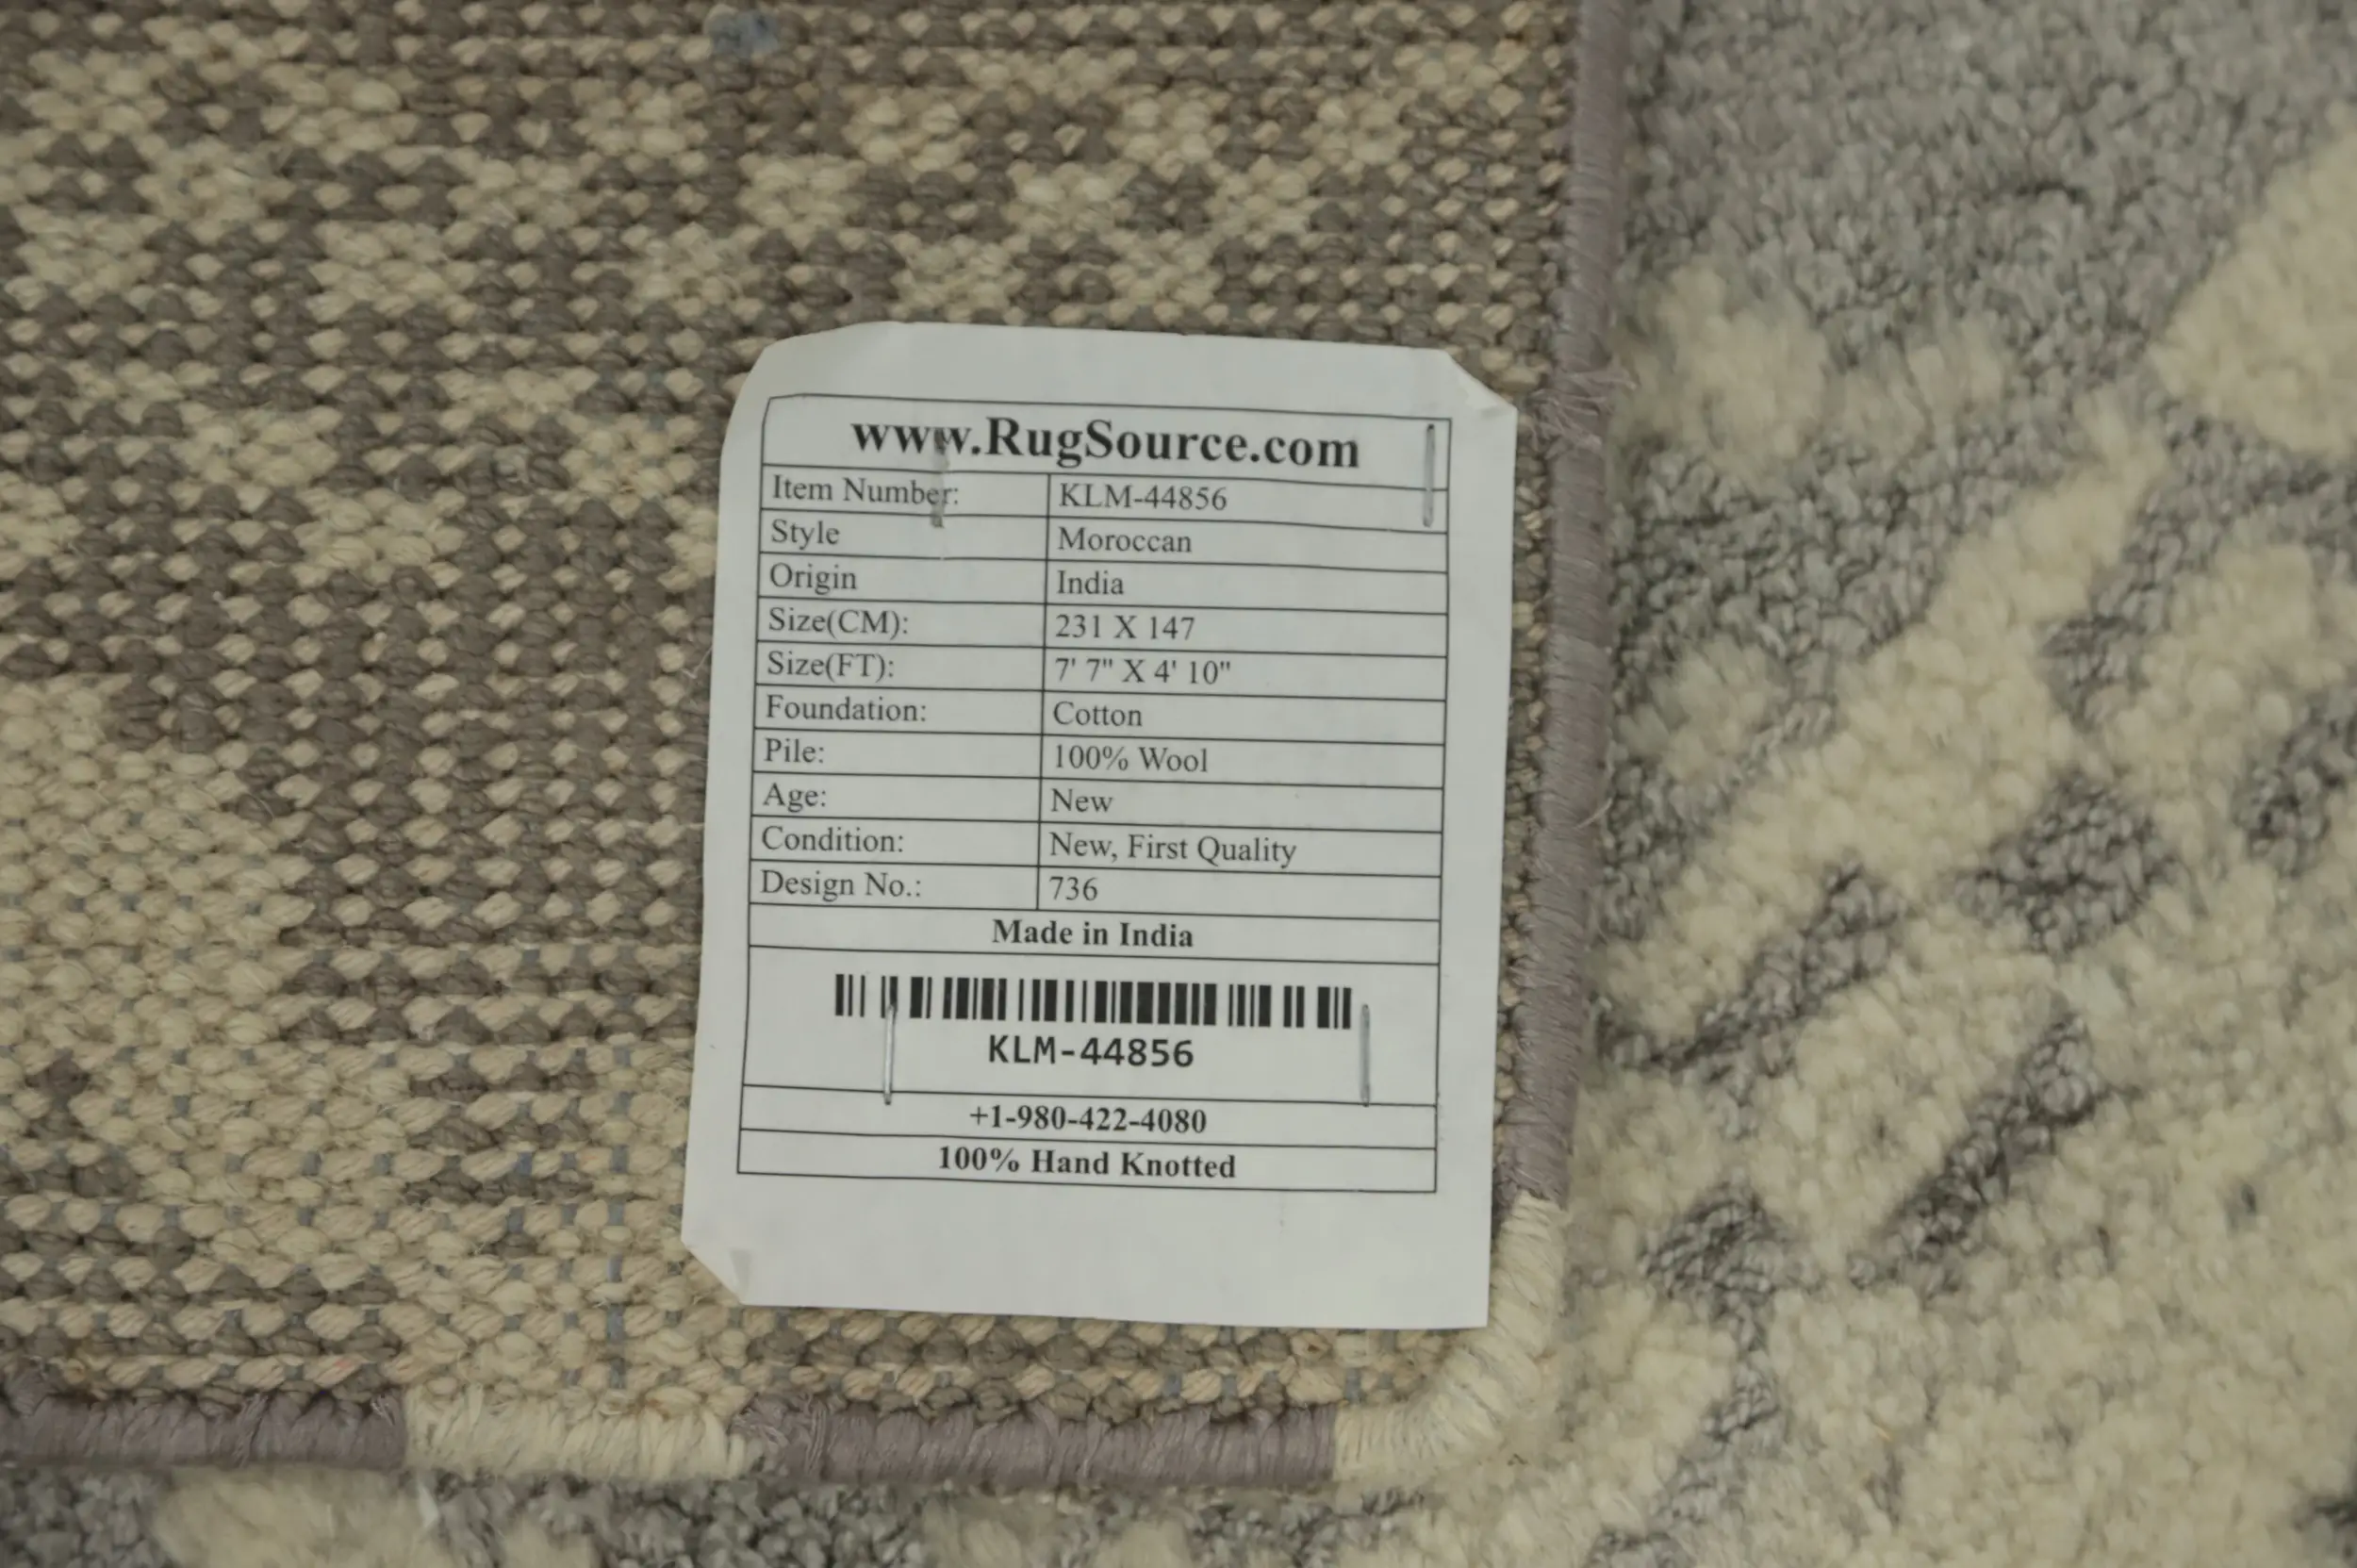 www.RugSource.com
Item Number: KLM-44856
Style Moroccan
Origin India
Size(CM): 231 X 147
Size(FT): 7' 7" X 4' 10"
Foundation: Cotton
Pile: 100% Wool
Age: New
Condition: New, First Quality
Design No.: 736
Made in India
KLM-44856
+1-980-422-4080
100% Hand Knotted